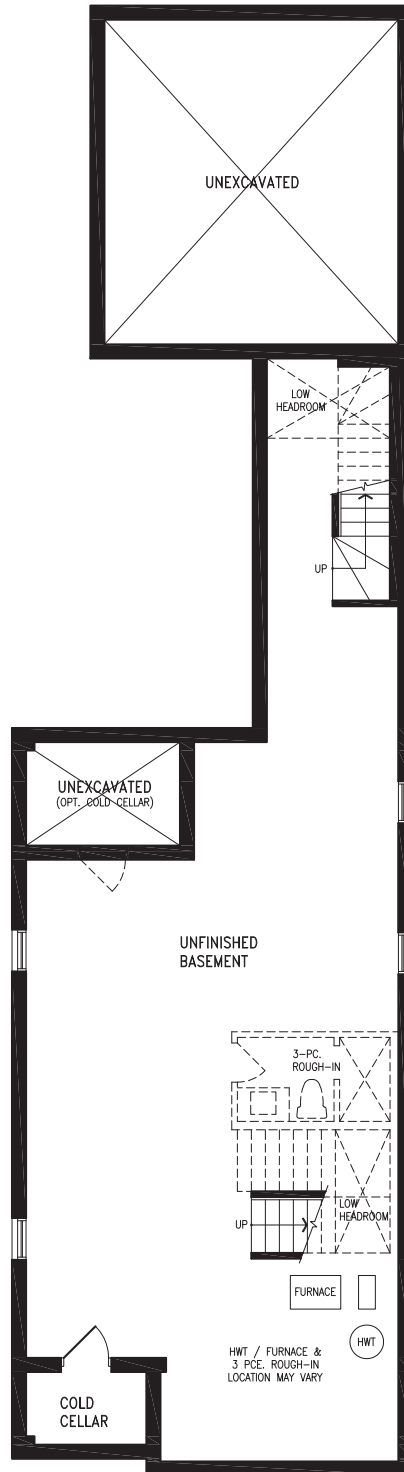 UNEXCAVATED
LOW
HEADROOM
UP
UNEXCAVATED
(OPT. COLD CELLAR)
UNFINISHED
BASEMENT
3-PC.
ROUGH-IN
UP
LOW
HEADROOM
FURNACE
HWT
HWT / FURNACE &
3 PCE. ROUGH-IN
LOCATION MAY VARY
COLD
CELLAR